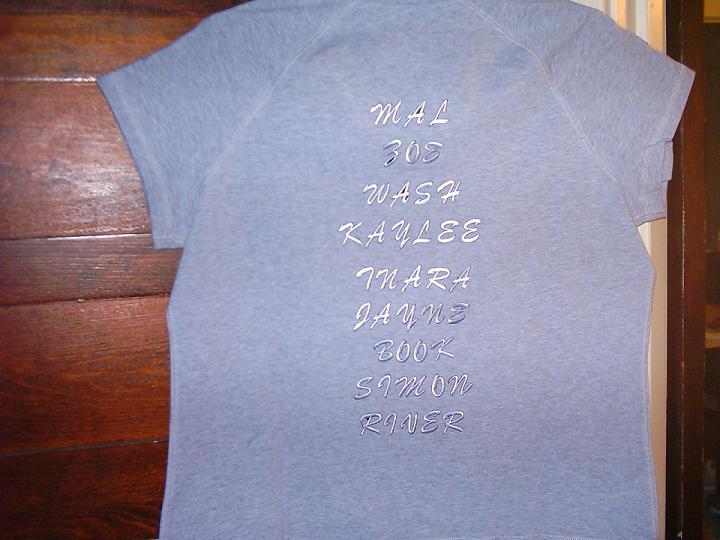 MAL
ZOE
WASH
KAYLEE
INARA
JAYNE
BOOK
SIMON
RIVER